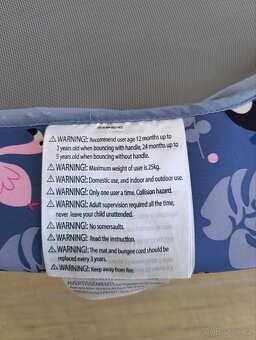 ⚠WARNING!: Recommend user age 12 months up to
3 years old when bouncing with handle, 24 months up to
5 years old when bouncing without handle.
⚠WARNING!: Maximum weight of user is 25kg.
⚠WARNING!: Domestic use, and indoor and outdoor use.
⚠WARNING!: Only one user a time. Collision hazard.
⚠WARNING!: Adult supervision required all the time,
never leave your child unattended.
⚠WARNING!: No somersaults.
⚠WARNING!: Read the instruction.
⚠WARNING!: The mat and bungee cord should be
replaced every 3 years.
⚠WARNING!: Keep away from fire.